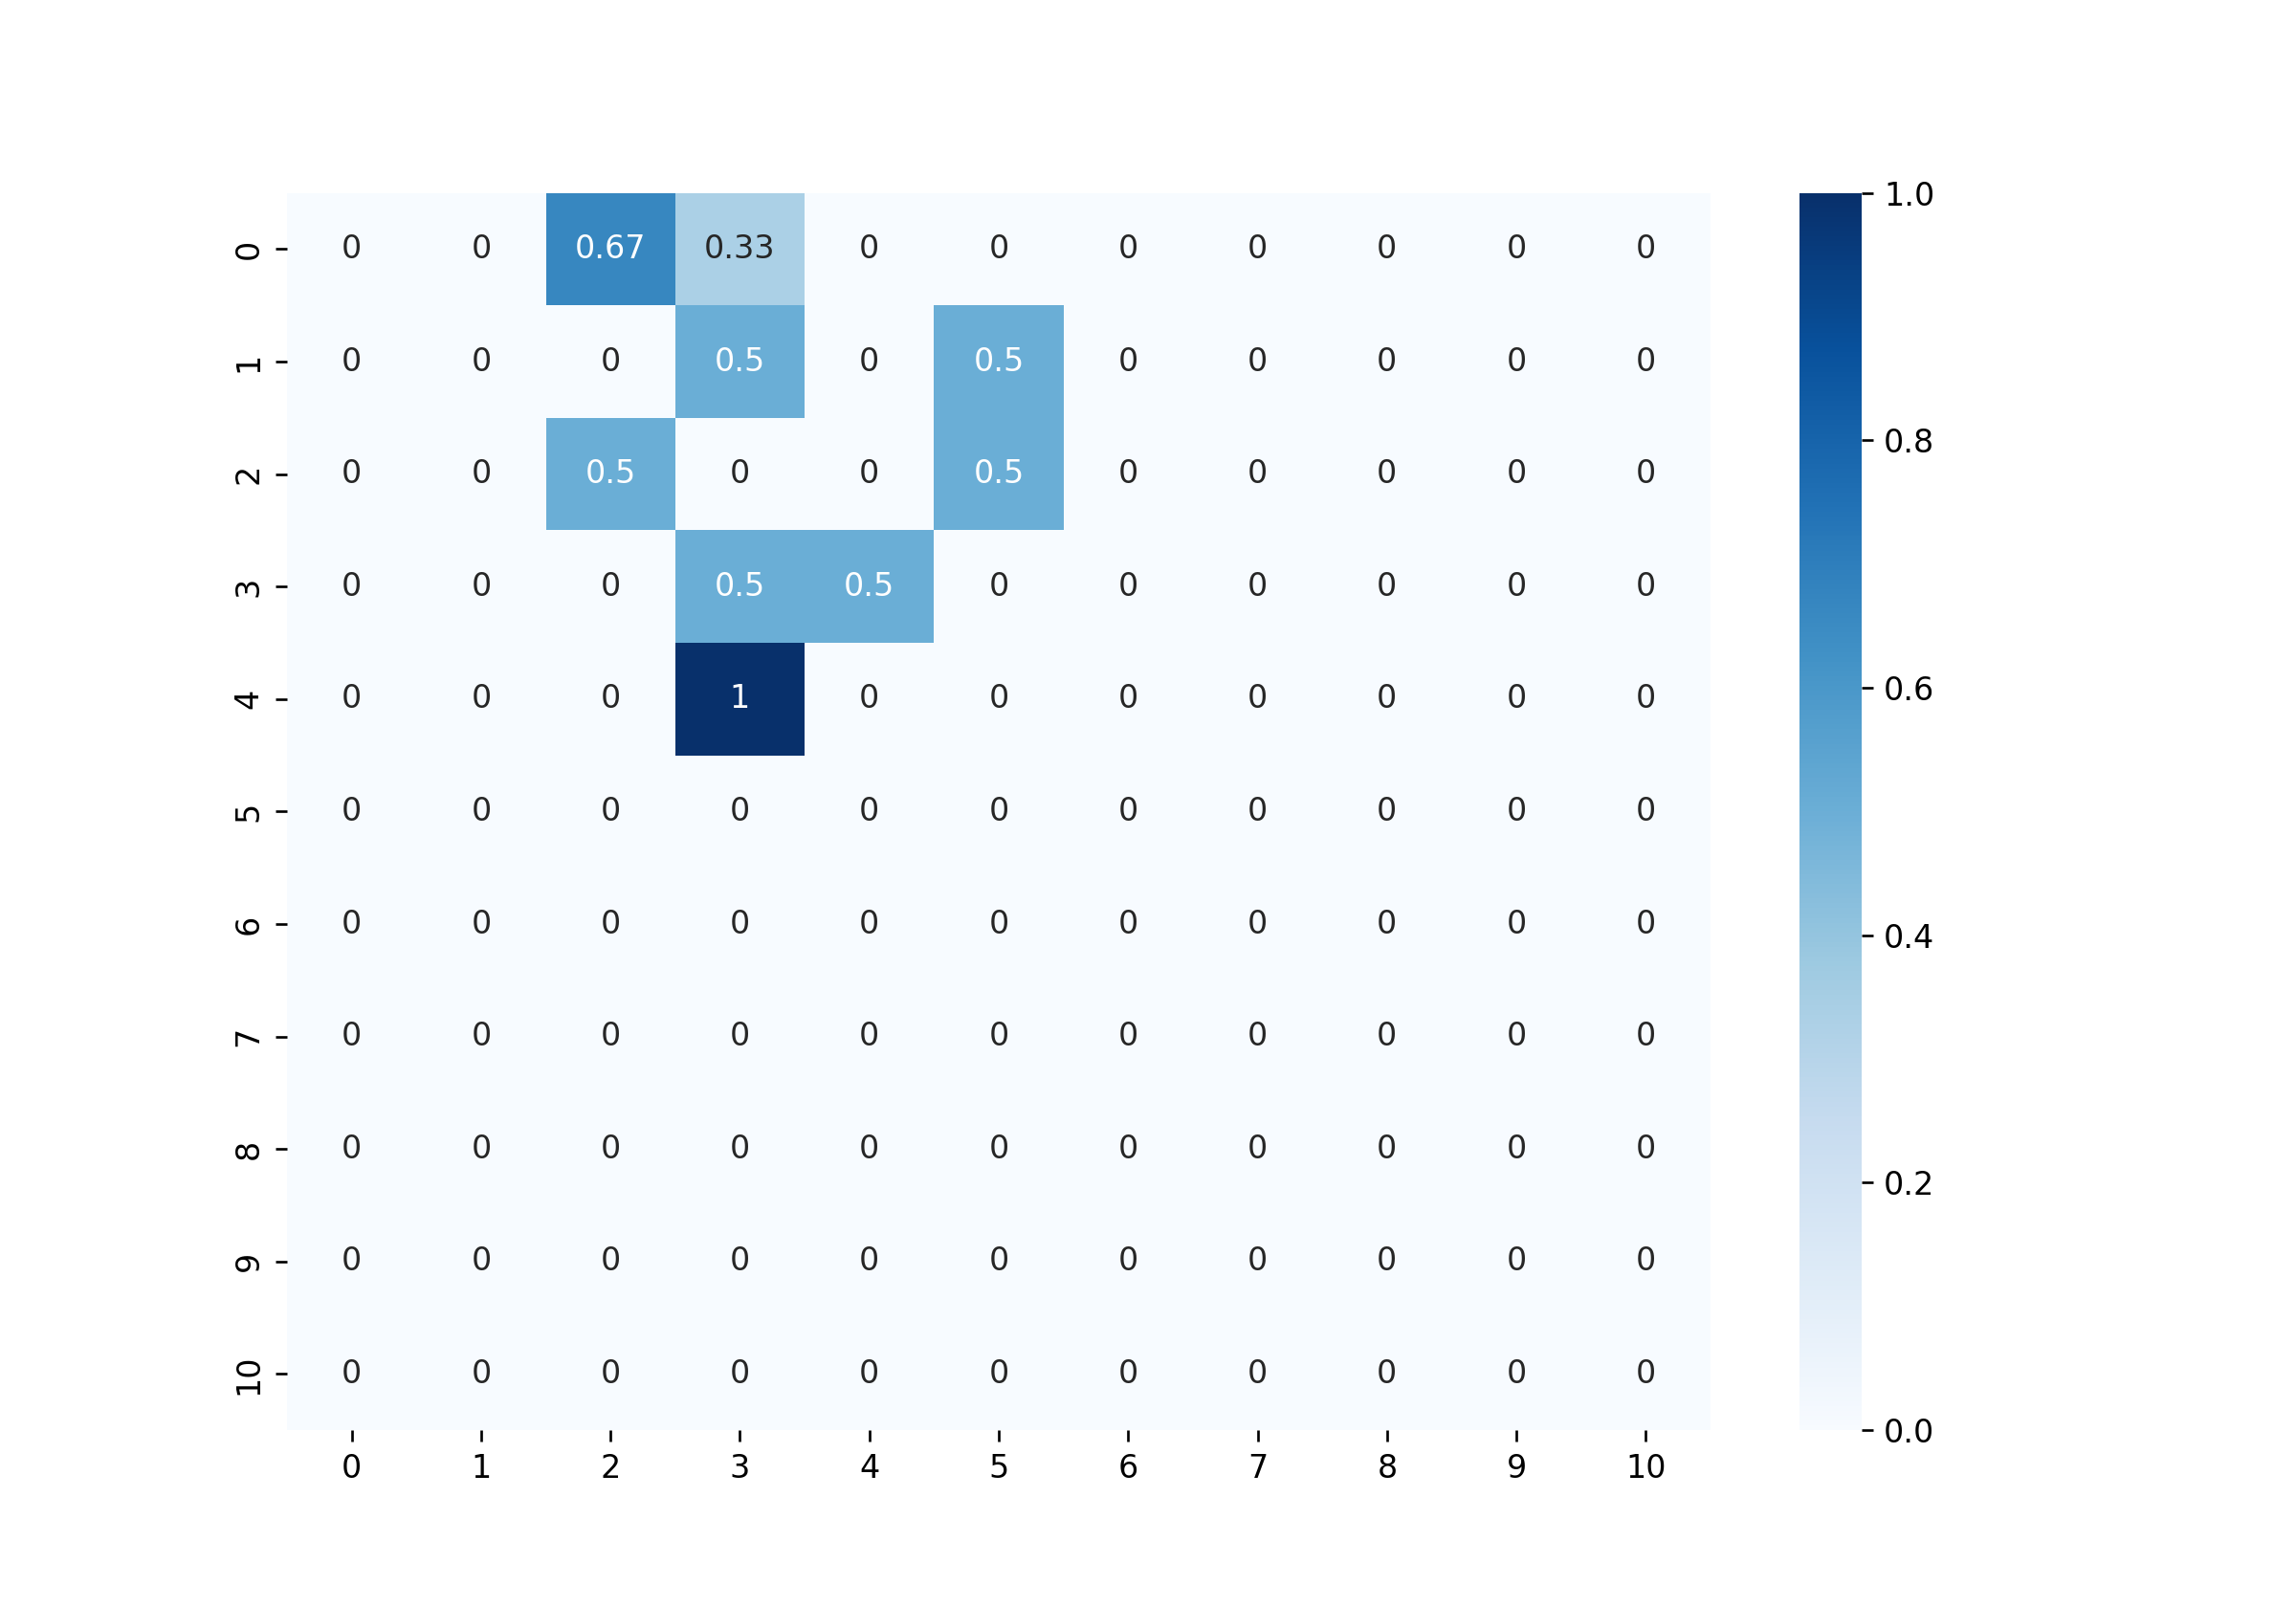 1.0
0 0 0 0.67 0.33 0 0 0 0 0 0 0
1 0 0 0 0.5 0 0.5 0 0 0 0 0
0.8
2 0 0 0.5 0 0 0.5 0 0 0 0 0
3 0 0 0 0.5 0.5 0 0 0 0 0 0
0.6
4 0 0 0 1 0 0 0 0 0 0 0
5 0 0 0 0 0 0 0 0 0 0 0
6 0 0 0 0 0 0 0 0 0 0 0
0.4
7 0 0 0 0 0 0 0 0 0 0 0
8 0 0 0 0 0 0 0 0 0 0 0
0.2
9 0 0 0 0 0 0 0 0 0 0 0
10 0 0 0 0 0 0 0 0 0 0 0
0.0
0 1 2 3 4 5 6 7 8 9 10